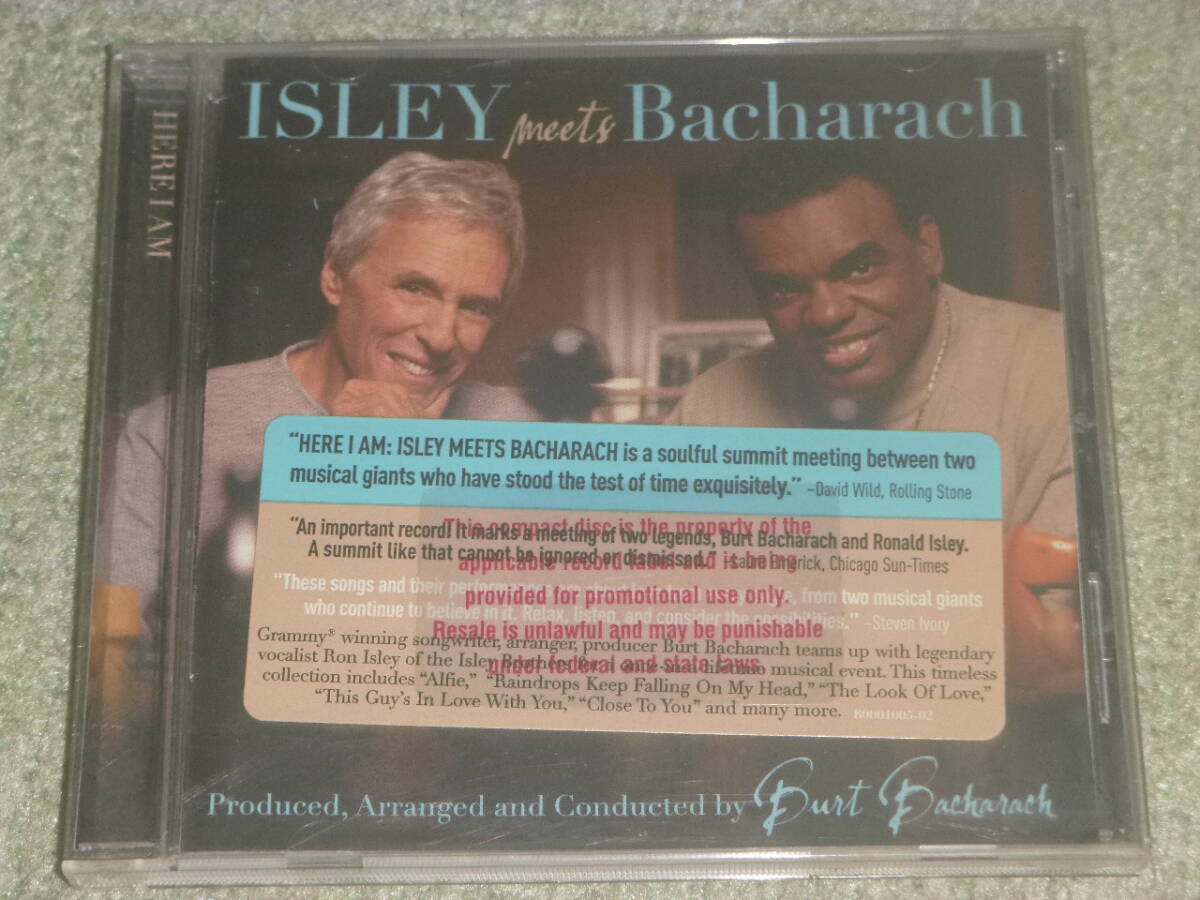 HERE I AM
ISLEY meets Bacharach
"HERE I AM: ISLEY MEETS BACHARACH is a soulful summit meeting between two
musical giants who have stood the test of time exquisitely." –David Wild, Rolling Stone
"An important record! It marks a meeting of two legends, Burt Bacharach and Ronald Isley.
A summit like that cannot be ignored or dismissed." Chicago Sun-Times
"These songs and their performances are from two musical giants
who continue to believe in it. Relax, listen, and consider the possibilities." –Steven Ivory
Grammy® winning songwriter, arranger, producer Burt Bacharach teams up with legendary
vocalist Ron Isley of the Isley Brothers for a once-in-a-lifetime musical event. This timeless
collection includes "Alfie," "Raindrops Keep Falling On My Head," "The Look Of Love,"
"This Guy's In Love With You," "Close To You" and many more. B0001005-02
This compact disc is the property of the
applicable record label and is being
provided for promotional use only.
Resale is unlawful and may be punishable
under federal and state laws.
Produced, Arranged and Conducted by Burt Bacharach